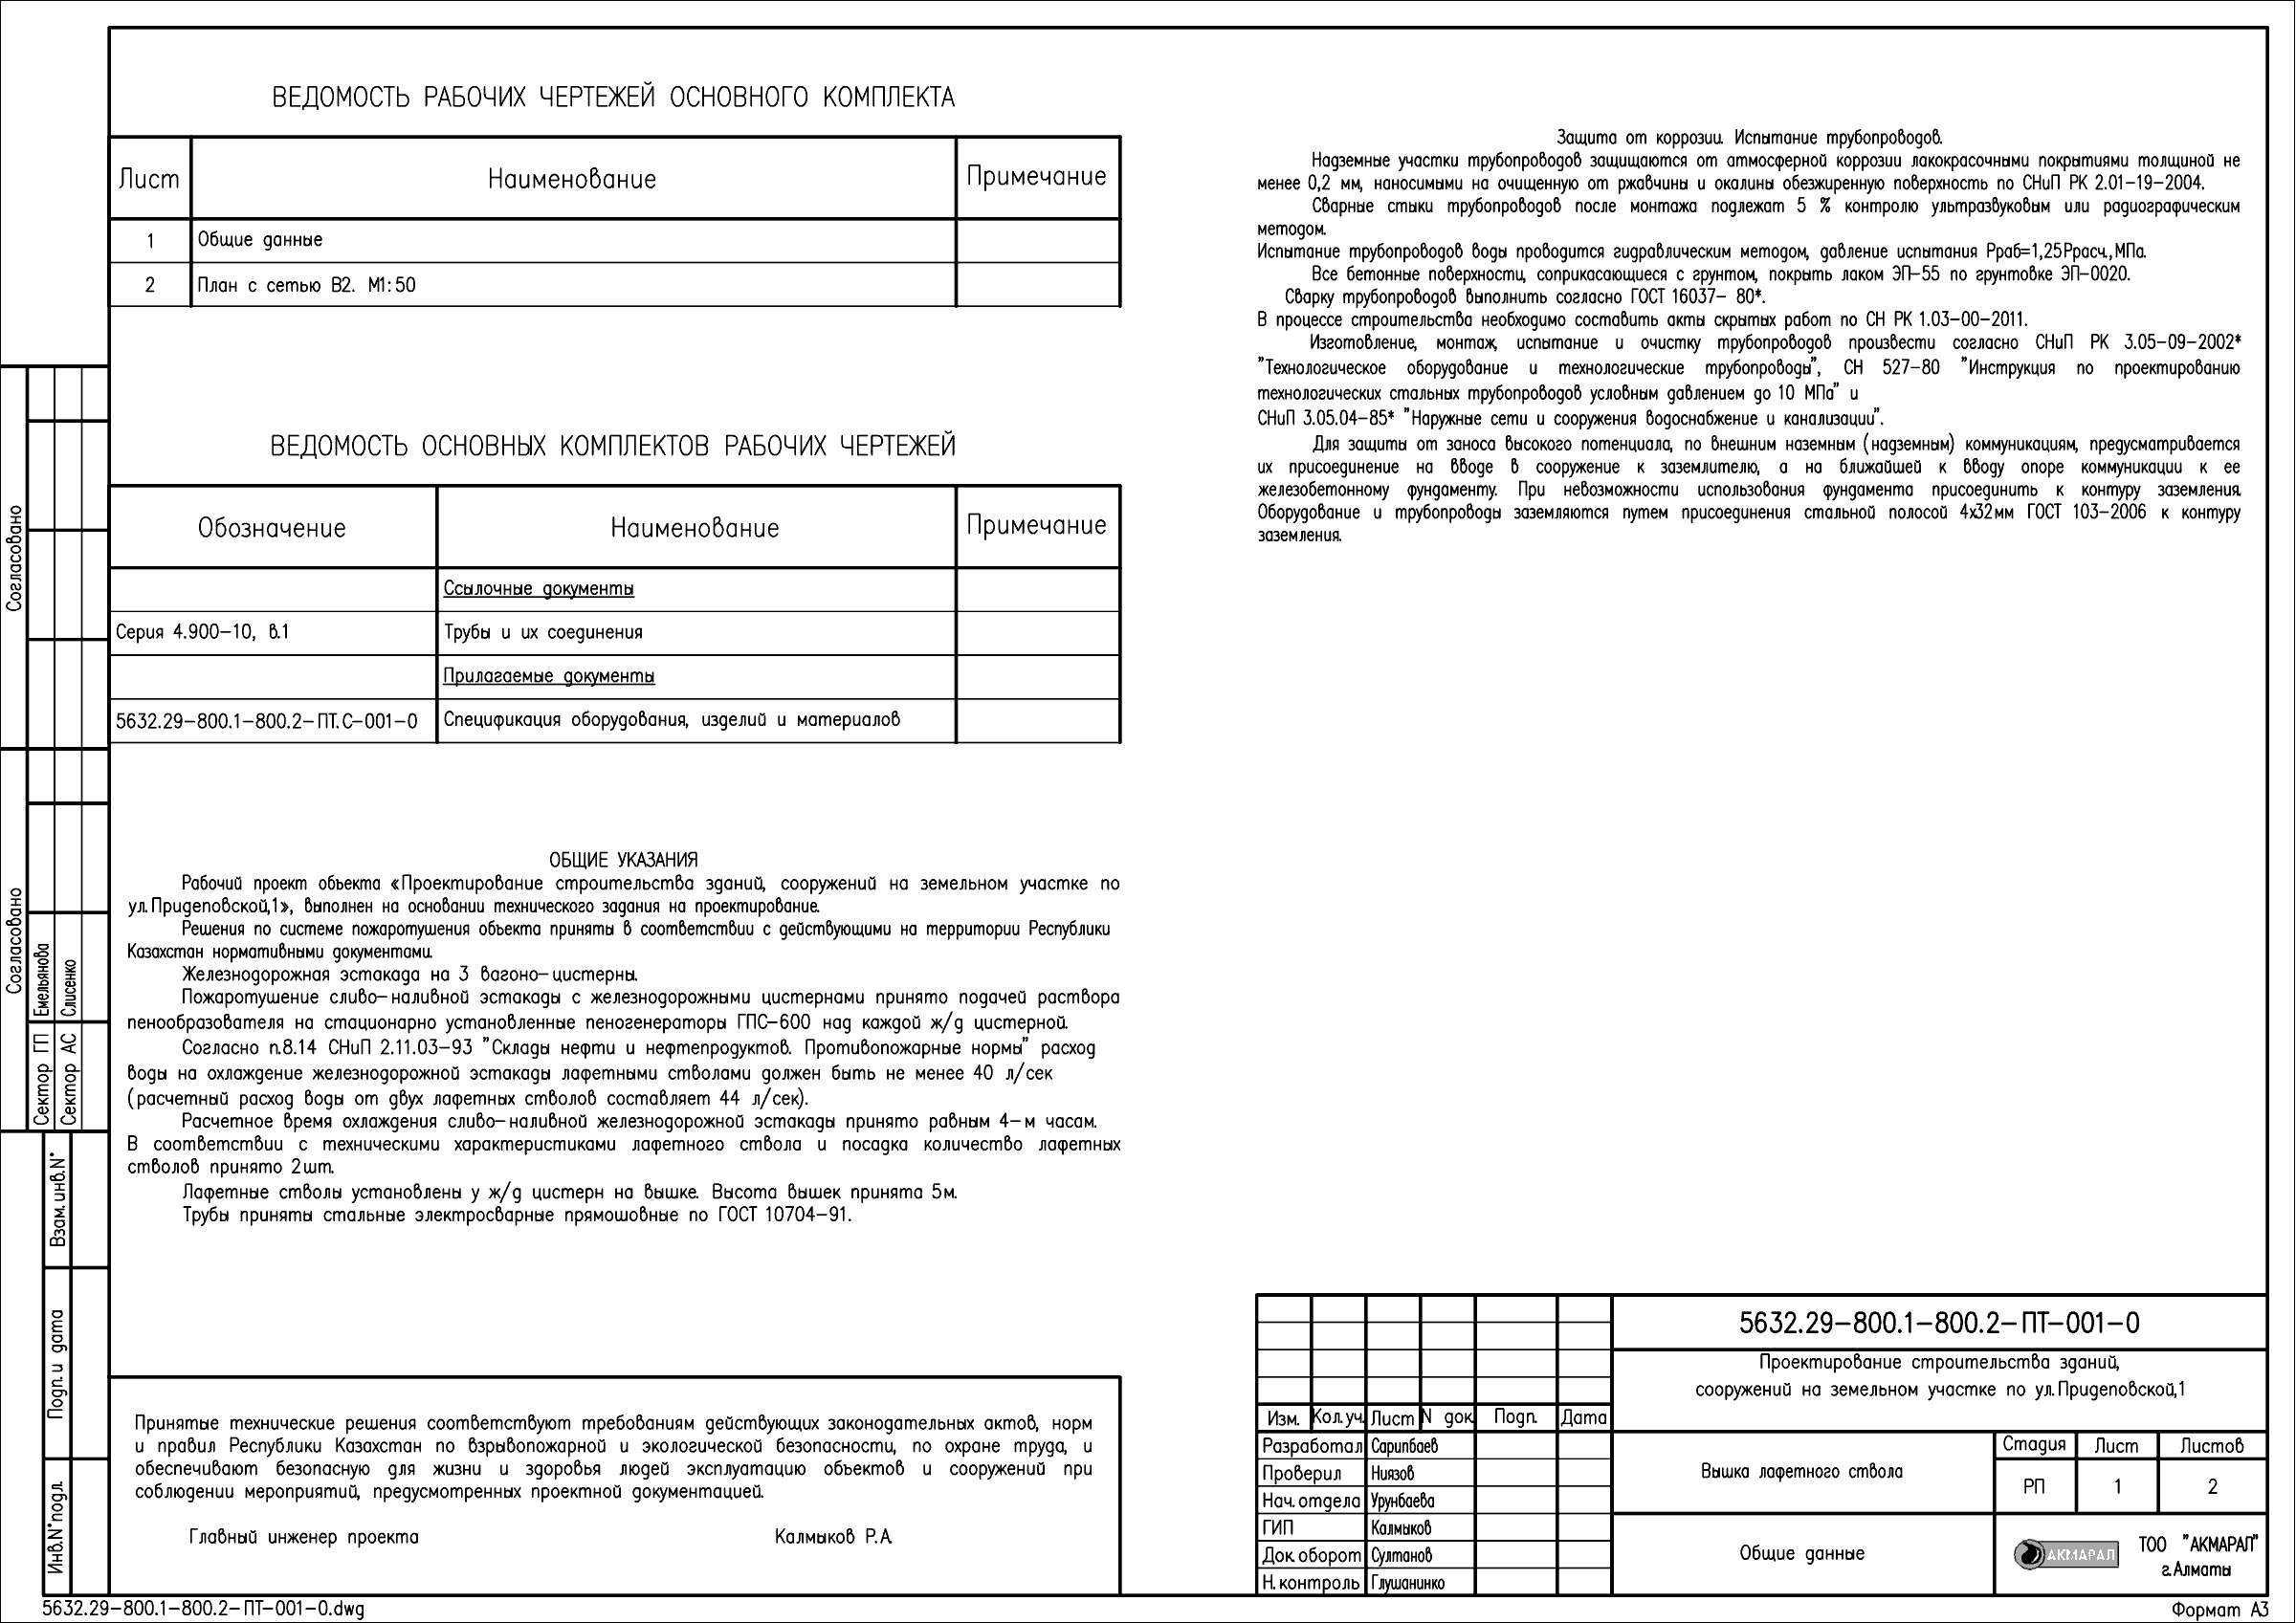 ВЕДОМОСТЬ РАБОЧИХ ЧЕРТЕЖЕЙ ОСНОВНОГО КОМПЛЕКТА
Лист Наименование Примечание
1 Общие данные
2 План с сетью В2. М1:50
ВЕДОМОСТЬ ОСНОВНЫХ КОМПЛЕКТОВ РАБОЧИХ ЧЕРТЕЖЕЙ
Обозначение Наименование Примечание
Ссылочные документы
Серия 4.900-10, в.1 Трубы и их соединения
Прилагаемые документы
5632.29-800.1-800.2-ПТ.С-001-0 Спецификация оборудования, изделий и материалов
ОБЩИЕ УКАЗАНИЯ
Рабочий проект объекта «Проектирование строительства зданий, сооружений на земельном участке по
ул.Придеповской,1», выполнен на основании технического задания на проектирование.
Решения по системе пожаротушения объекта приняты в соответствии с действующими на территории Республики
Казахстан нормативными документами.
Железнодорожная эстакада на 3 вагоно-цистерны.
Пожаротушение сливо-наливной эстакады с железнодорожными цистернами принято подачей раствора
пенообразователя на стационарно установленные пеногенераторы ГПС-600 над каждой ж/д цистерной.
Согласно п.8.14 СНиП 2.11.03-93 "Склады нефти и нефтепродуктов. Противопожарные нормы" расход
воды на охлаждение железнодорожной эстакады лафетными стволами должен быть не менее 40 л/сек
(расчетный расход воды от двух лафетных стволов составляет 44 л/сек).
Расчетное время охлаждения сливо-наливной железнодорожной эстакады принято равным 4-м часам.
В соответствии с техническими характеристиками лафетного ствола и посадка количество лафетных
стволов принято 2шт.
Лафетные стволы установлены у ж/д цистерн на вышке. Высота вышек принята 5м.
Трубы приняты стальные электросварные прямошовные по ГОСТ 10704-91.
Принятые технические решения соответствуют требованиям действующих законодательных актов, норм
и правил Республики Казахстан по взрывопожарной и экологической безопасности, по охране труда, и
обеспечивают безопасную для жизни и здоровья людей эксплуатацию объектов и сооружений при
соблюдении мероприятий, предусмотренных проектной документацией.
Главный инженер проекта Калмыков Р.А.
Защита от коррозии. Испытание трубопроводов.
Надземные участки трубопроводов защищаются от атмосферной коррозии лакокрасочными покрытиями толщиной не
менее 0,2 мм, наносимыми на очищенную от ржавчины и окалины обезжиренную поверхность по СНиП РК 2.01-19-2004.
Сварные стыки трубопроводов после монтажа подлежат 5 % контролю ультразвуковым или радиографическим
методом.
Испытание трубопроводов воды проводится гидравлическим методом, давление испытания Рраб=1,25Ррасч.,МПа.
Все бетонные поверхности, соприкасающиеся с грунтом, покрыть лаком ЭП-55 по грунтовке ЭП-0020.
Сварку трубопроводов выполнить согласно ГОСТ 16037- 80*.
В процессе строительства необходимо составить акты скрытых работ по СН РК 1.03-00-2011.
Изготовление, монтаж, испытание и очистку трубопроводов произвести согласно СНиП РК 3.05-09-2002*
"Технологическое оборудование и технологические трубопроводы", СН 527-80 "Инструкция по проектированию
технологических стальных трубопроводов условным давлением до 10 МПа" и
СНиП 3.05.04-85* "Наружные сети и сооружения водоснабжение и канализации".
Для защиты от заноса высокого потенциала, по внешним наземным (надземным) коммуникациям, предусматривается
их присоединение на вводе в сооружение к заземлителю, а на ближайшей к вводу опоре коммуникации к ее
железобетонному фундаменту. При невозможности использования фундамента присоединить к контуру заземления.
Оборудование и трубопроводы заземляются путем присоединения стальной полосой 4х32мм ГОСТ 103-2006 к контуру
заземления.
5632.29-800.1-800.2-ПТ-001-0
Проектирование строительства зданий,
сооружений на земельном участке по ул.Придеповской,1
Изм. Кол.уч. Лист N док. Подп. Дата
Разработал Сарипбаев
Проверил Ниязов
Нач.отдела Урунбаева
ГИП Калмыков
Док.оборот Султанов
Н.контроль Глушанинко
Вышка лафетного ствола
Стадия Лист Листов
РП 1 2
Общие данные
АКМАРАЛ
ТОО "АКМАРАЛ"
г.Алматы
Согласовано
Согласовано
Сектор ГП Емельянова
Сектор АС Слисенко
Взам.инв.N°
Подп.и дата
Инв.N°подл.
5632.29-800.1-800.2-ПТ-001-0.dwg
Формат А3